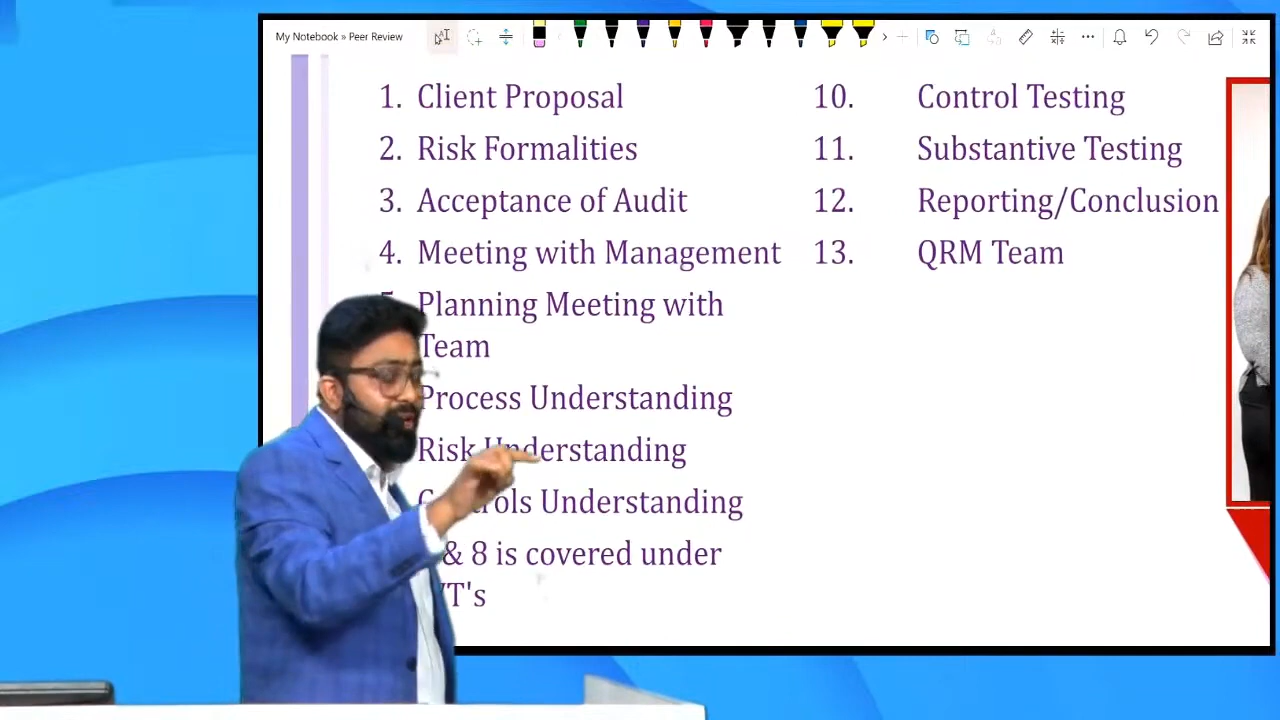 My Notebook » Peer Review
1. Client Proposal
2. Risk Formalities
3. Acceptance of Audit
4. Meeting with Management
Planning Meeting with
Team
Process Understanding
Risk Understanding
Understanding
& 8 is covered under
10. Control Testing
11. Substantive Testing
12. Reporting/Conclusion
13. QRM Team